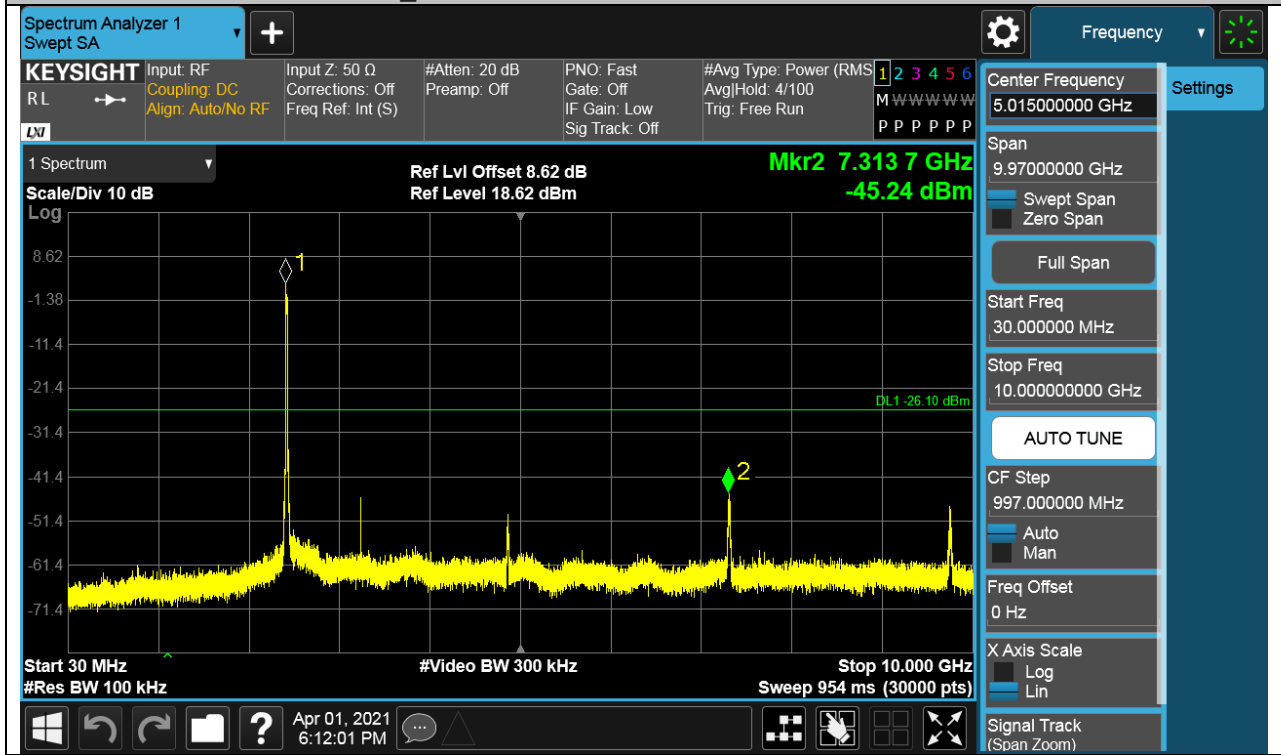 Spectrum Analyzer 1
Swept SA
+
Frequency
KEYSIGHT
RL
LXI
Input: RF
Coupling: DC
Align: Auto/No RF
Input Z: 50 Ω
Corrections: Off
Freq Ref: Int (S)
#Atten: 20 dB
Preamp: Off
PNO: Fast
Gate: Off
IF Gain: Low
Sig Track: Off
#Avg Type: Power (RMS
Avg|Hold: 4/100
Trig: Free Run
1 2 3 4 5 6
M W W W W W
P P P P P P
1 Spectrum
Scale/Div 10 dB
Log
Ref Lvl Offset 8.62 dB
Ref Level 18.62 dBm
Mkr2 7.313 7 GHz
-45.24 dBm
8.62
-1.38
-11.4
-21.4
-31.4
-41.4
-51.4
-61.4
-71.4
1
DL1 -26.10 dBm
2
Start 30 MHz
#Res BW 100 kHz
#Video BW 300 kHz
Stop 10.000 GHz
Sweep 954 ms (30000 pts)
?
Apr 01, 2021
6:12:01 PM
Center Frequency
5.015000000 GHz
Settings
Span
9.97000000 GHz
Swept Span
Zero Span
Full Span
Start Freq
30.000000 MHz
Stop Freq
10.000000000 GHz
AUTO TUNE
CF Step
997.000000 MHz
Auto
Man
Freq Offset
0 Hz
X Axis Scale
Log
Lin
Signal Track
(Span Zoom)